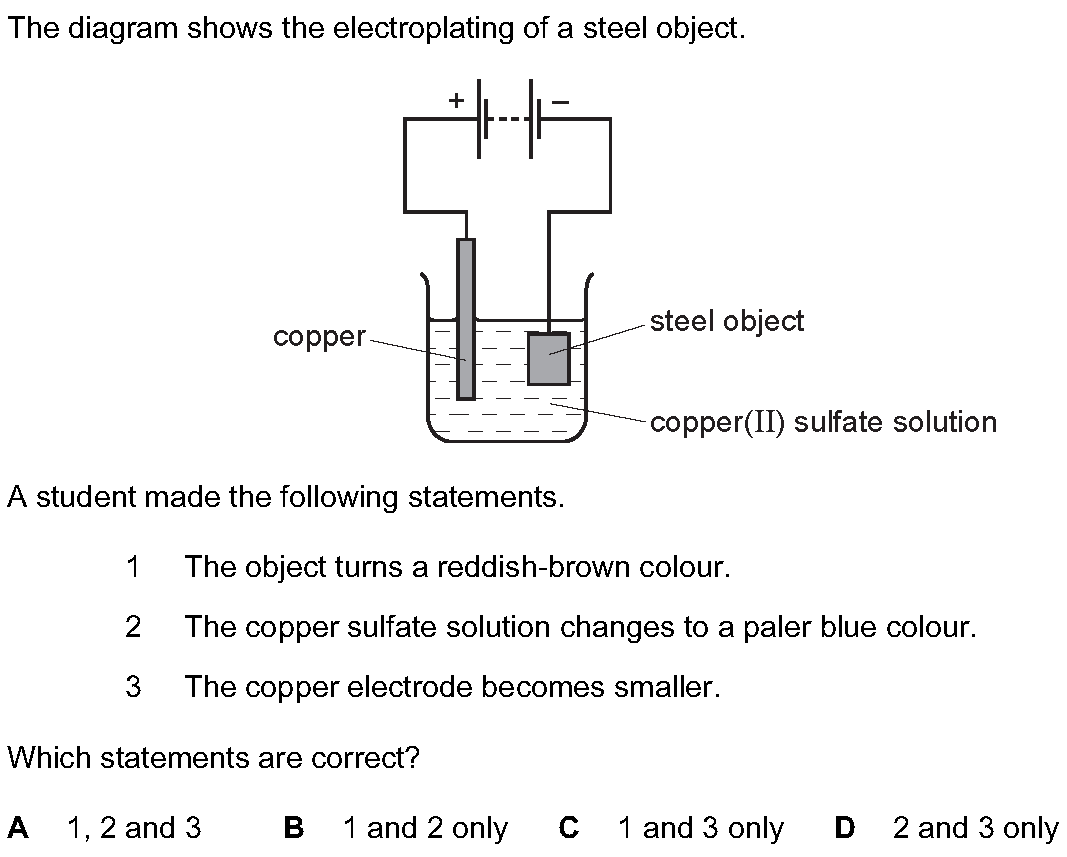 The diagram shows the electroplating of a steel object.
+ –
copper
steel object
copper(II) sulfate solution
A student made the following statements.
1 The object turns a reddish-brown colour.
2 The copper sulfate solution changes to a paler blue colour.
3 The copper electrode becomes smaller.
Which statements are correct?
A 1, 2 and 3 B 1 and 2 only C 1 and 3 only D 2 and 3 only